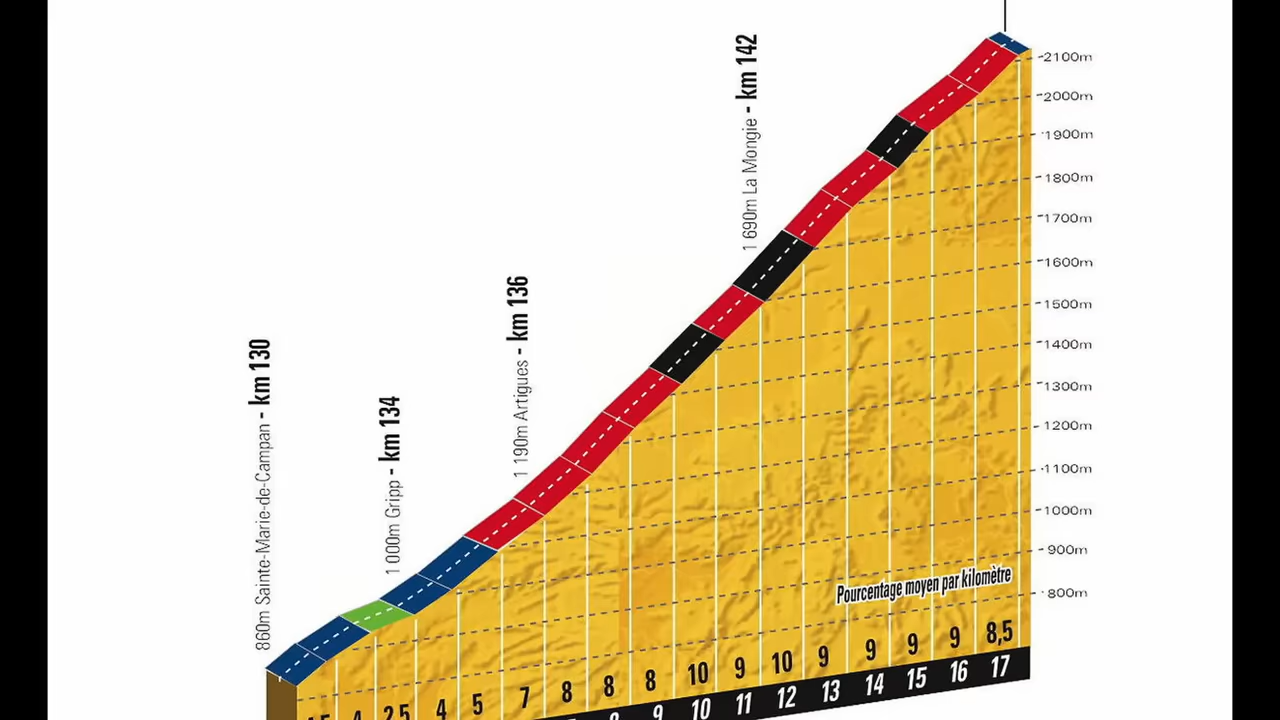 1 690m La Mongie - km 142
1 190m Artigues - km 136
860m Sainte-Marie-de-Campan - km 130
1 000m Gripp - km 134
2100m
2000m
1900m
1800m
1700m
1600m
1500m
1400m
1300m
1200m
1100m
1000m
900m
800m
Pourcentage moyen par kilomètre
4 5 7 8 8 8 10 9 10 9 9 9 9 8,5
9 10 11 12 13 14 15 16 17